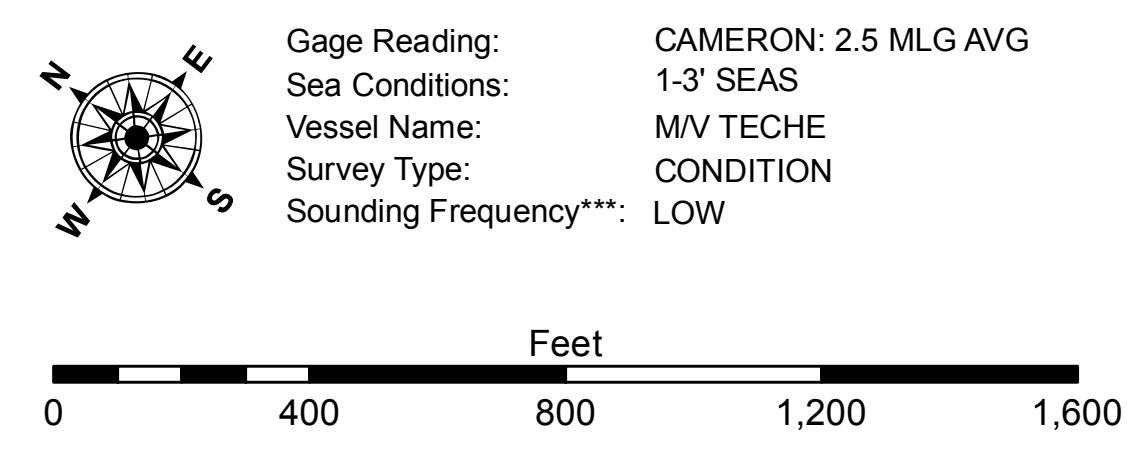 N
E
W
S
Gage Reading: CAMERON: 2.5 MLG AVG
Sea Conditions: 1-3' SEAS
Vessel Name: M/V TECHE
Survey Type: CONDITION
Sounding Frequency***: LOW
Feet
0 400 800 1,200 1,600